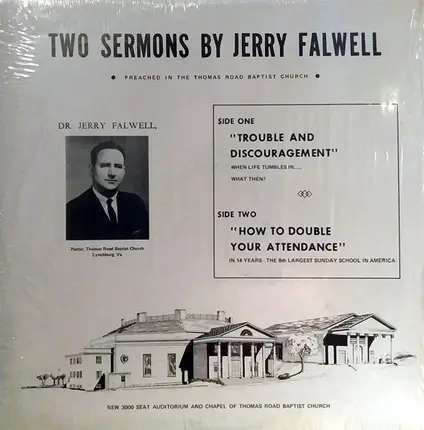 TWO SERMONS BY JERRY FALWELL
• PREACHED IN THE THOMAS ROAD BAPTIST CHURCH •
DR. JERRY FALWELL,
Pastor, Thomas Road Baptist Church
Lynchburg, Va
SIDE ONE
"TROUBLE AND
DISCOURAGEMENT"
WHEN LIFE TUMBLES IN....
WHAT THEN?
SIDE TWO
"HOW TO DOUBLE
YOUR ATTENDANCE"
IN 14 YEARS - THE 8th LARGEST SUNDAY SCHOOL IN AMERICA
NEW 3000 SEAT AUDITORIUM AND CHAPEL OF THOMAS ROAD BAPTIST CHURCH